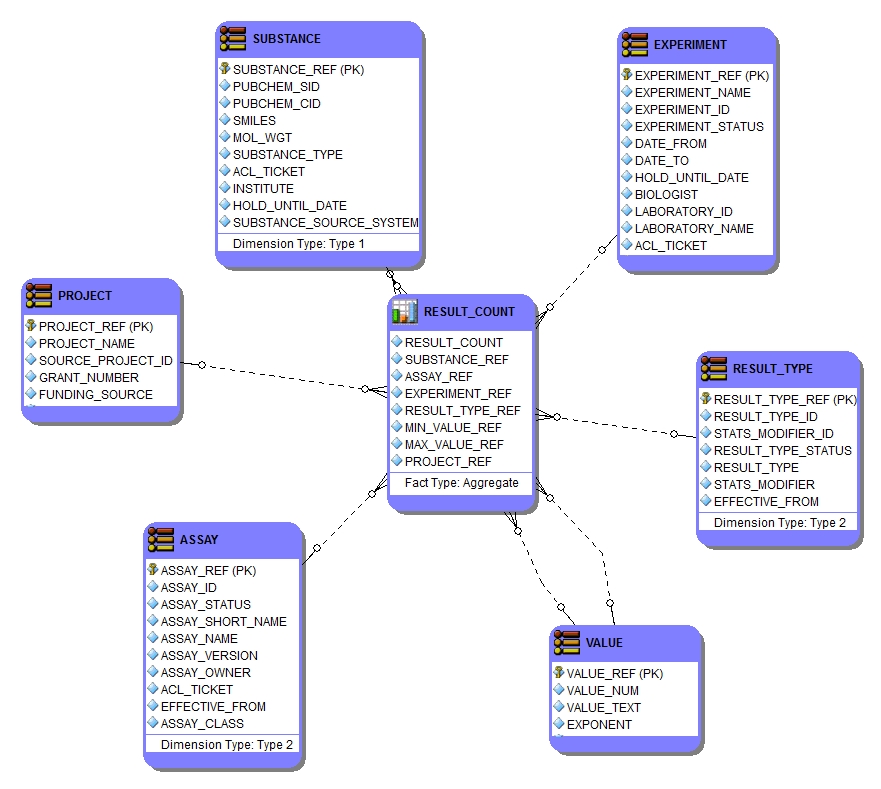 SUBSTANCE
SUBSTANCE_REF (PK)
PUBCHEM_SID
PUBCHEM_CID
SMILES
MOL_WGT
SUBSTANCE_TYPE
ACL_TICKET
INSTITUTE
HOLD_UNTIL_DATE
SUBSTANCE_SOURCE_SYSTEM
Dimension Type: Type 1
EXPERIMENT
EXPERIMENT_REF (PK)
EXPERIMENT_NAME
EXPERIMENT_ID
EXPERIMENT_STATUS
DATE_FROM
DATE_TO
HOLD_UNTIL_DATE
BIOLOGIST
LABORATORY_ID
LABORATORY_NAME
ACL_TICKET
PROJECT
PROJECT_REF (PK)
PROJECT_NAME
SOURCE_PROJECT_ID
GRANT_NUMBER
FUNDING_SOURCE
RESULT_COUNT
RESULT_COUNT
SUBSTANCE_REF
ASSAY_REF
EXPERIMENT_REF
RESULT_TYPE_REF
MIN_VALUE_REF
MAX_VALUE_REF
PROJECT_REF
Fact Type: Aggregate
RESULT_TYPE
RESULT_TYPE_REF (PK)
RESULT_TYPE_ID
STATS_MODIFIER_ID
RESULT_TYPE_STATUS
RESULT_TYPE
STATS_MODIFIER
EFFECTIVE_FROM
Dimension Type: Type 2
ASSAY
ASSAY_REF (PK)
ASSAY_ID
ASSAY_STATUS
ASSAY_SHORT_NAME
ASSAY_NAME
ASSAY_VERSION
ASSAY_OWNER
ACL_TICKET
EFFECTIVE_FROM
ASSAY_CLASS
Dimension Type: Type 2
VALUE
VALUE_REF (PK)
VALUE_NUM
VALUE_TEXT
EXPONENT